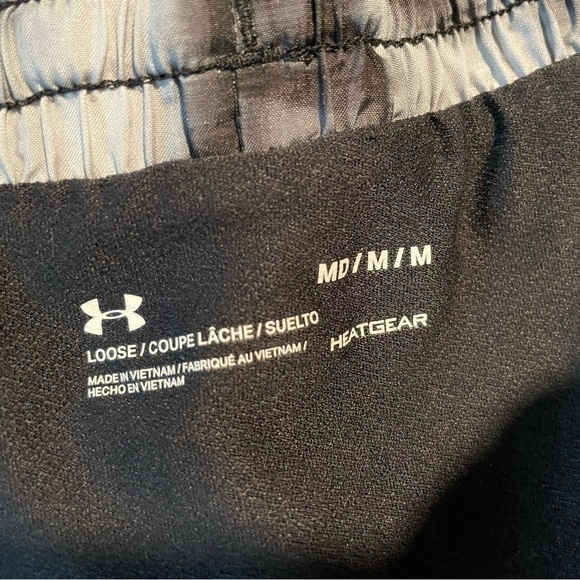 MD / M / M
LOOSE / COUPE LÂCHE / SUELTO
HEATGEAR
MADE IN VIETNAM / FABRIQUÉ AU VIETNAM /
HECHO EN VIETNAM